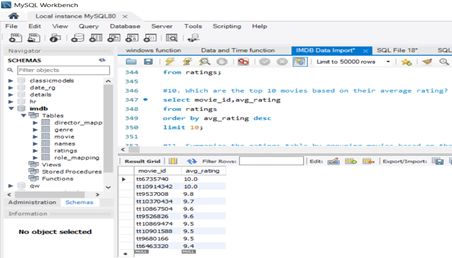 MySQL Workbench
Local instance MySQL80
File Edit View Query Database Server Tools Scripting Help
Navigator
SCHEMAS
Filter objects
classicmodels
date_rg
details
hr
imdb
Tables
director_mapp
genre
movie
names
ratings
role_mapping
Views
Stored Procedures
Functions
Administration Schemas
Information
No object selected
windows function Data and Time function IMDB Data Import* SQL File 18* SQL
Limit to 50000 rows
344 from ratings;
345
346 #10. Which are the top 10 movies based on their average rating?
347 select movie_id,avg_rating
348 from ratings
349 order by avg_rating desc
350 limit 10;
351
Result Grid Filter Rows: Edit: Export/Import:
movie_id avg_rating
tt6735740 10.0
tt10914342 10.0
tt9537008 9.8
tt10370434 9.7
tt10867504 9.6
tt9526826 9.6
tt10869474 9.5
tt10901588 9.5
tt9680166 9.5
tt6463320 9.4
NULL NULL